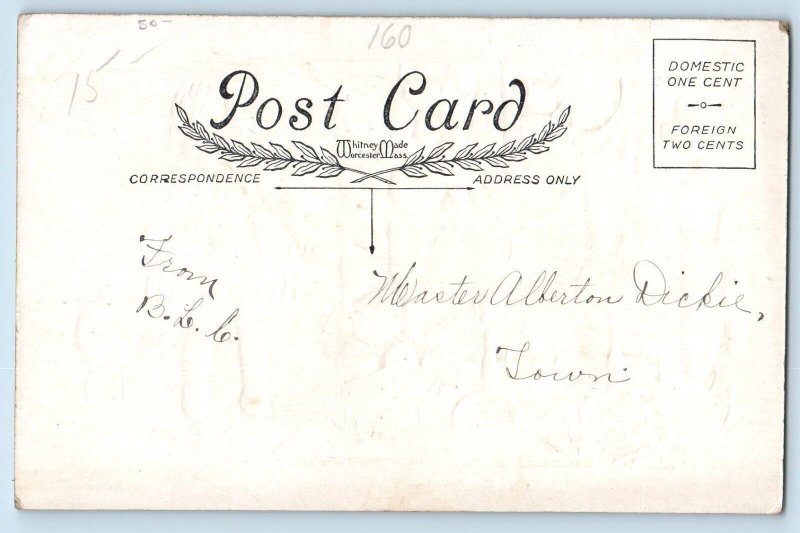 80-
160
15--
Post Card
Whitney Made
Worcester Mass.
DOMESTIC
ONE CENT
FOREIGN
TWO CENTS
CORRESPONDENCE
ADDRESS ONLY
From
B. L. C.
Master Alberton Dickie,
Town.